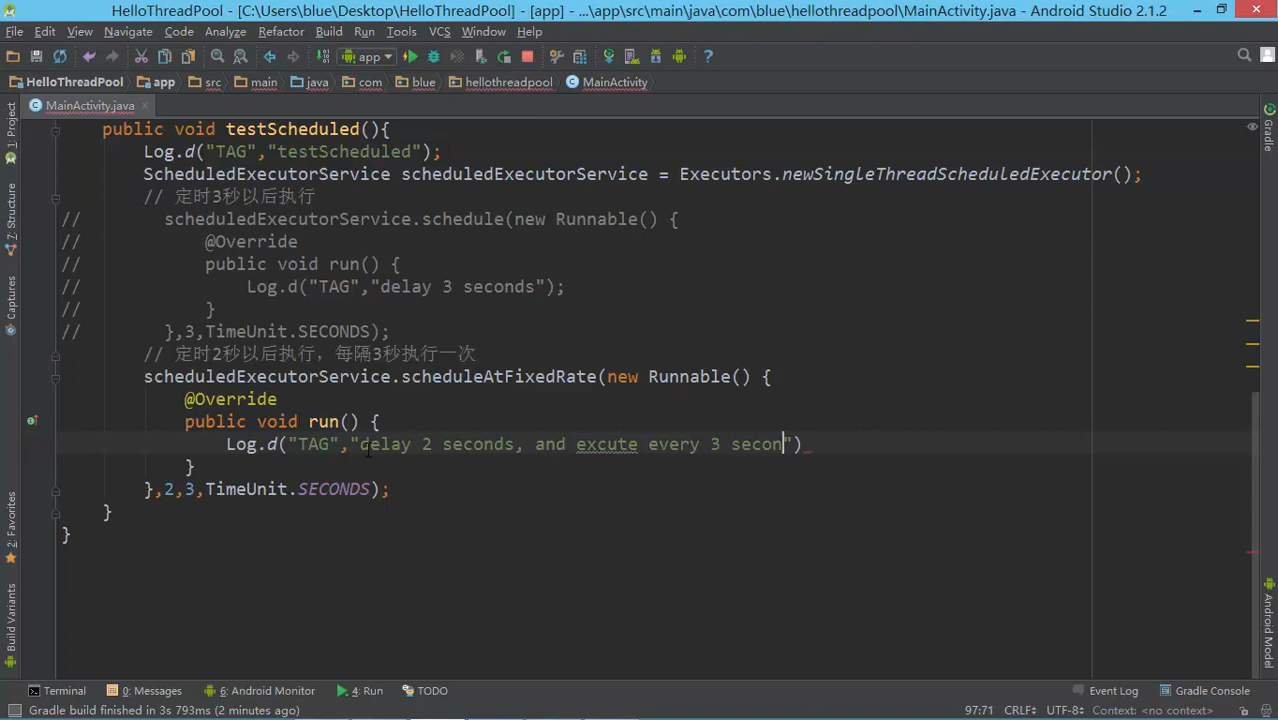 HelloThreadPool - [C:\Users\blue\Desktop\HelloThreadPool] - [app] - ...\app\src\main\java\com\blue\hellothreadpool\MainActivity.java - Android Studio 2.1.2
File Edit View Navigate Code Analyze Refactor Build Run Tools VCS Window Help
app
HelloThreadPool app src main java com blue hellothreadpool MainActivity
MainActivity.java
1: Project
7: Structure
Captures
2: Favorites
Build Variants
public void testScheduled(){
Log.d("TAG","testScheduled");
ScheduledExecutorService scheduledExecutorService = Executors.newSingleThreadScheduledExecutor();
// 定时3秒以后执行
// scheduledExecutorService.schedule(new Runnable() {
// @Override
// public void run() {
// Log.d("TAG","delay 3 seconds");
// }
// },3,TimeUnit.SECONDS);
// 定时2秒以后执行，每隔3秒执行一次
scheduledExecutorService.scheduleAtFixedRate(new Runnable() {
@Override
public void run() {
Log.d("TAG","delay 2 seconds, and excute every 3 secon")
}
},2,3,TimeUnit.SECONDS);
}
}
Gradle
Android Model
Terminal 0: Messages 6: Android Monitor 4: Run TODO Event Log Gradle Console
Gradle build finished in 3s 793ms (2 minutes ago) 97:71 CRLF÷ UTF-8÷ Context: <no context>